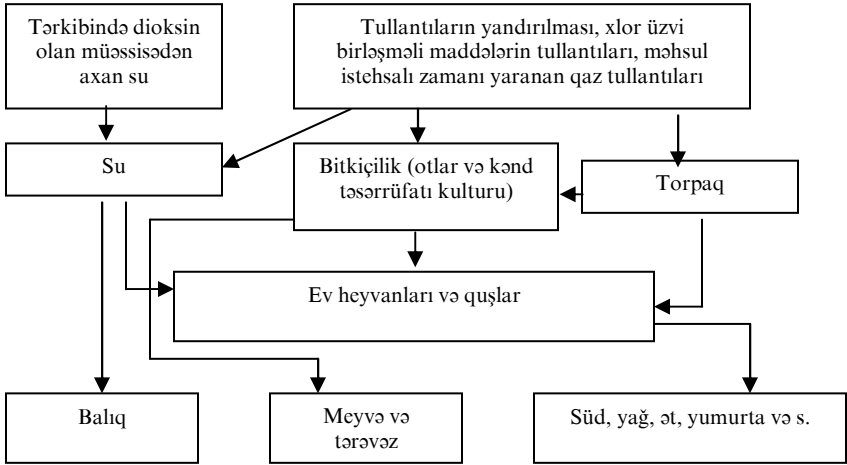 Tərkibində dioksin
olan müəssisədən
axan su
Tullantıların yandırılması, xlor üzvi
birləşməli maddələrin tullantıları, məhsul
istehsalı zamanı yaranan qaz tullantıları
Su
Bitkiçilik (otlar və kənd
təsərrüfatı kulturu)
Torpaq
Ev heyvanları və quşlar
Balıq
Meyvə və
tərəvəz
Süd, yağ, ət, yumurta və s.